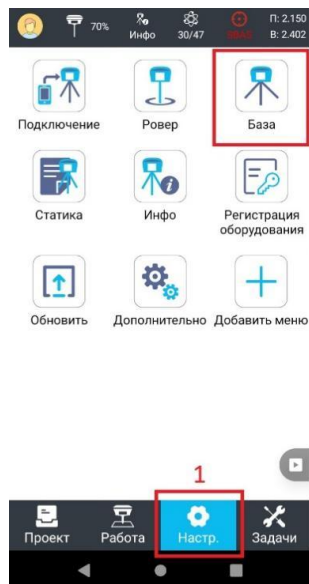 70%
Инфо
30/47
П: 2.150
В: 2.402
Подключение
Ровер
База
Статика
Инфо
Регистрация
оборудования
Обновить
Дополнительно
Добавить меню
1
Проект
Работа
Настр.
Задачи